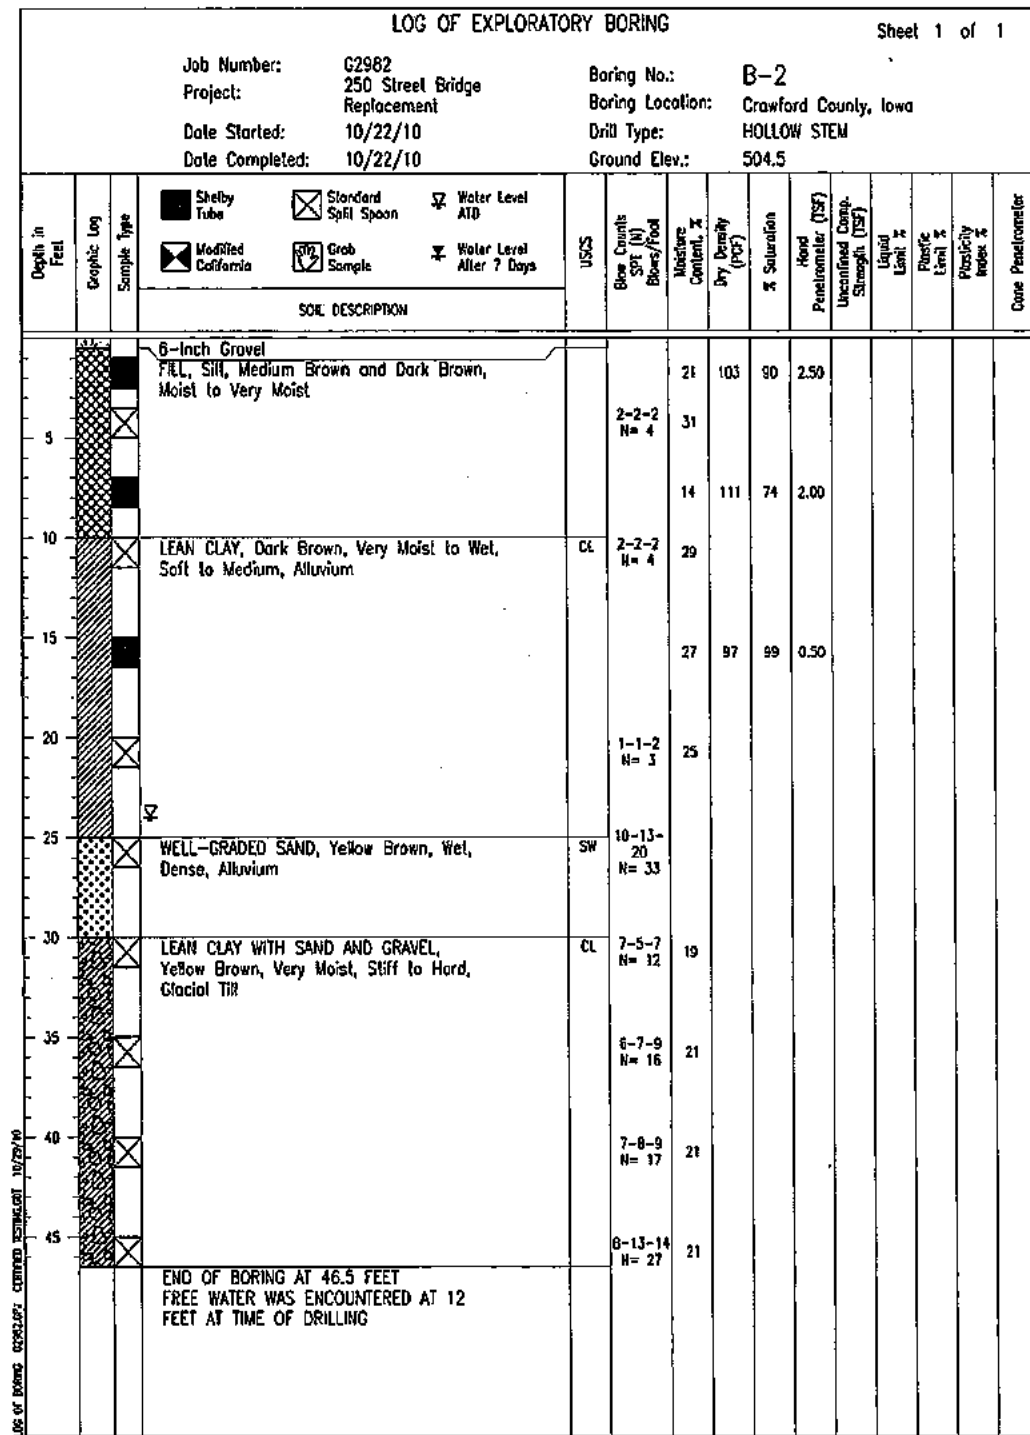 LOG OF EXPLORATORY BORING
Sheet 1 of 1
Job Number: G2982
Project: 250 Street Bridge
Replacement
Date Started: 10/22/10
Date Completed: 10/22/10
Boring No.: B-2
Boring Location: Crawford County, Iowa
Drill Type: HOLLOW STEM
Ground Elev.: 504.5
Depth in Feet
Graphic Log
Sample Type
Shelby Tube
Standard Split Spoon
Water Level ATD
Modified California
Grab Sample
Water Level After ? Days
SOIL DESCRIPTION
USCS
Blow Counts SPT (N) Blows/Foot
Moisture Content, %
Dry Density (PCF)
% Saturation
Hand Penetrometer (TSF)
Unconfined Comp. Strength (TSF)
Liquid Limit %
Plastic Limit %
Plasticity Index %
Cone Penetrometer
6-Inch Gravel
FILL, Silt, Medium Brown and Dark Brown, 21 103 90 2.50
Moist to Very Moist
2-2-2 31
N= 4
5
14 111 74 2.00
10
LEAN CLAY, Dark Brown, Very Moist to Wet, CL 2-2-2 29
Soft to Medium, Alluvium N= 4
15
27 97 99 0.50
20
1-1-2 25
N= 3
25
WELL-GRADED SAND, Yellow Brown, Wet, SW 10-13-
Dense, Alluvium 20
N= 33
30
LEAN CLAY WITH SAND AND GRAVEL, CL 7-5-7 19
Yellow Brown, Very Moist, Stiff to Hard, N= 12
Glacial Till
35
6-7-9 21
N= 16
40
7-8-9 21
N= 17
45
8-13-14 21
N= 27
END OF BORING AT 46.5 FEET
FREE WATER WAS ENCOUNTERED AT 12
FEET AT TIME OF DRILLING
LOG OF BORING G2982.GPJ CERTIFIED TESTING.GDT 10/29/10